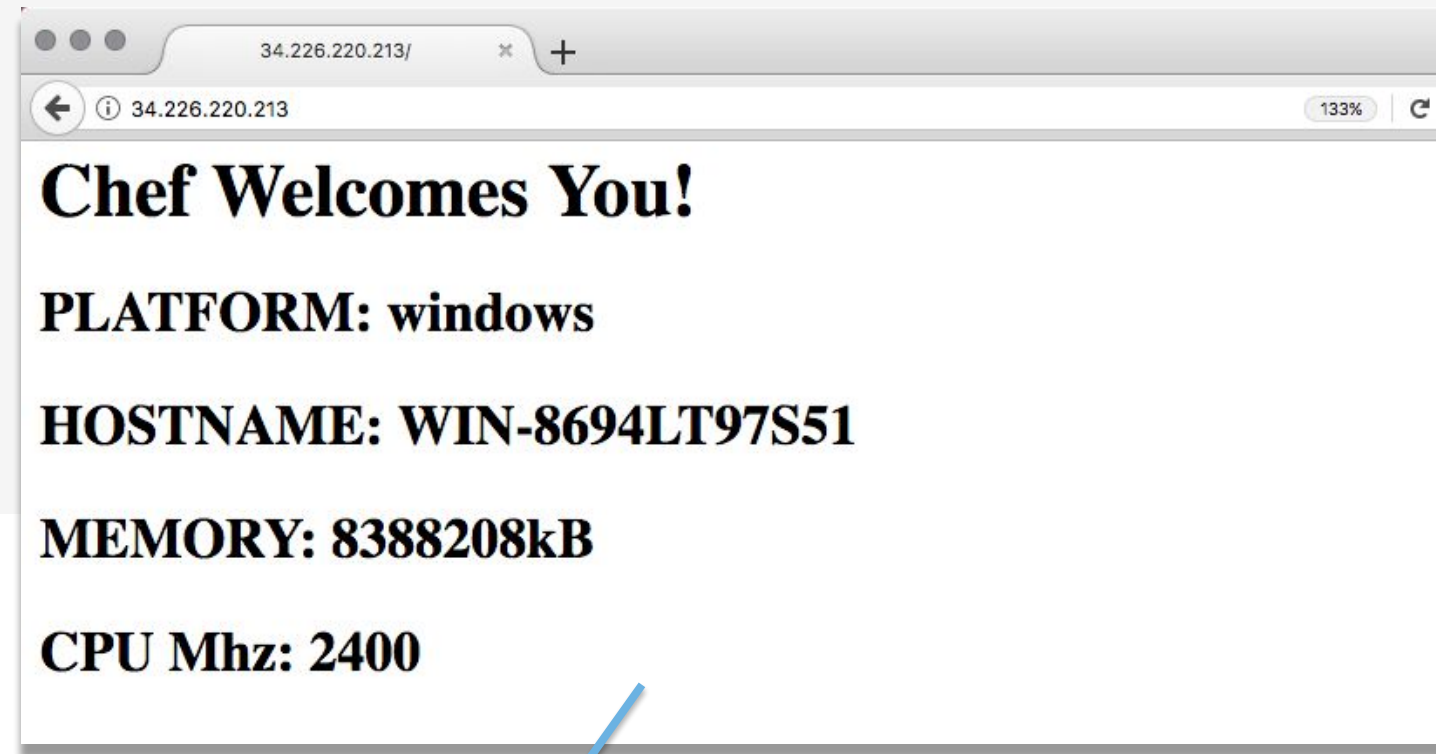 34.226.220.213/
34.226.220.213
133%
Chef Welcomes You!
PLATFORM: windows
HOSTNAME: WIN-8694LT97S51
MEMORY: 8388208kB
CPU Mhz: 2400